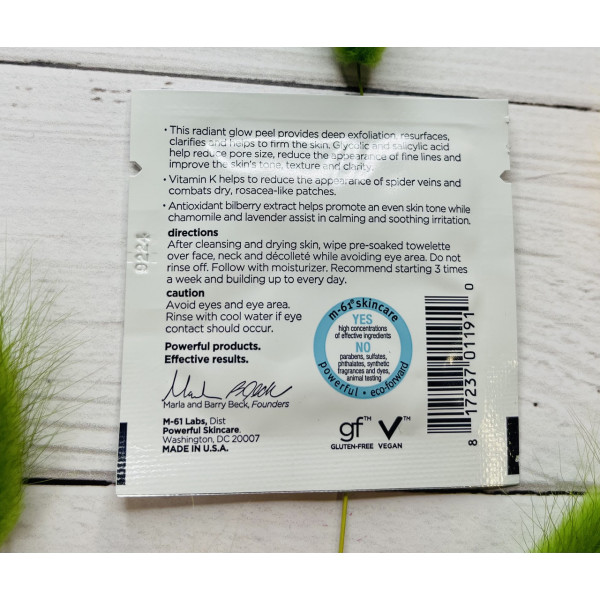 • This radiant glow peel provides deep exfoliation, resurfaces,
clarifies and helps to firm the skin. Glycolic and salicylic acid
help reduce pore size, reduce the appearance of fine lines and
improve the skin's tone, texture and clarity.
• Vitamin K helps to reduce the appearance of spider veins and
combats dry, rosacea-like patches.
• Antioxidant bilberry extract helps promote an even skin tone while
chamomile and lavender assist in calming and soothing irritation.
directions
After cleansing and drying skin, wipe pre-soaked towelette
over face, neck and décolleté while avoiding eye area. Do not
rinse off. Follow with moisturizer. Recommend starting 3 times
a week and building up to every day.
caution
Avoid eyes and eye area.
Rinse with cool water if eye
contact should occur.
Powerful products.
Effective results.
Marla B Beck
Marla and Barry Beck, Founders
M-61 Labs, Dist
Powerful Skincare.
Washington, DC 20007
MADE IN U.S.A.
m-61® skincare
YES
high concentrations
of effective ingredients
NO
parabens, sulfates,
phthalates, synthetic
fragrances and dyes,
animal testing
powerful • eco-forward
gf™
GLUTEN-FREE
V™
VEGAN
8 17237 01191 0
9224